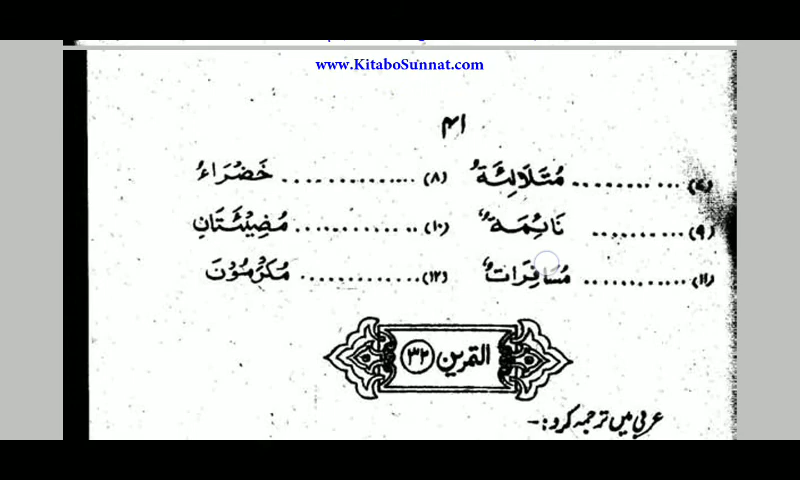 www.KitaboSunnat.com
۴۱
(۷) ............ مُتَلَالِئَةٌ (۸) ............ خَضْرَاءُ
(۹) ............ نَائِمَةٌ (۱۰) ............ مُضِيْئَتَانِ
(۱۱) ............ مُسَافِرَاتٌ (۱۲) ............ مُكَرَّمُوْنَ
التمرین (۳۲)
عربی میں ترجمہ کرو :-